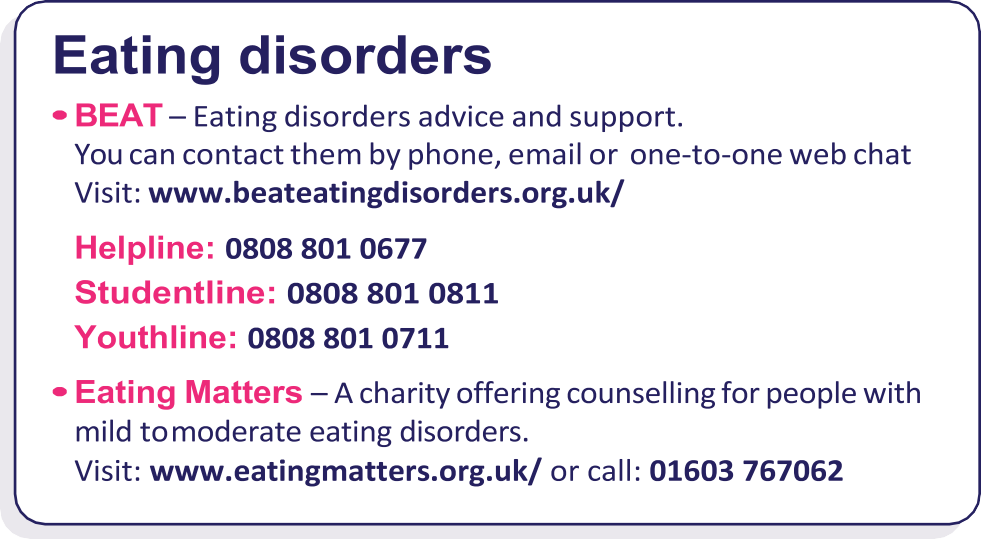 Eating disorders
• BEAT – Eating disorders advice and support.
You can contact them by phone, email or one-to-one web chat
Visit: www.beateatingdisorders.org.uk/
Helpline: 0808 801 0677
Studentline: 0808 801 0811
Youthline: 0808 801 0711
• Eating Matters – A charity offering counselling for people with
mild to moderate eating disorders.
Visit: www.eatingmatters.org.uk/ or call: 01603 767062